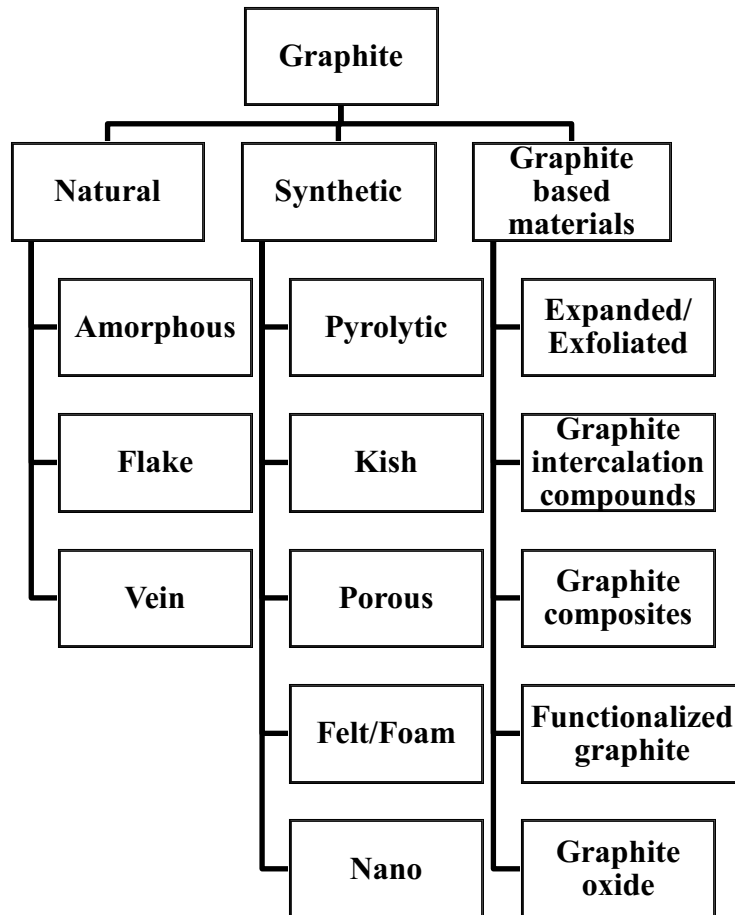 Graphite
Natural
Synthetic
Graphite
based
materials
Amorphous
Pyrolytic
Expanded/
Exfoliated
Flake
Kish
Graphite
intercalation
compounds
Vein
Porous
Graphite
composites
Felt/Foam
Functionalized
graphite
Nano
Graphite
oxide